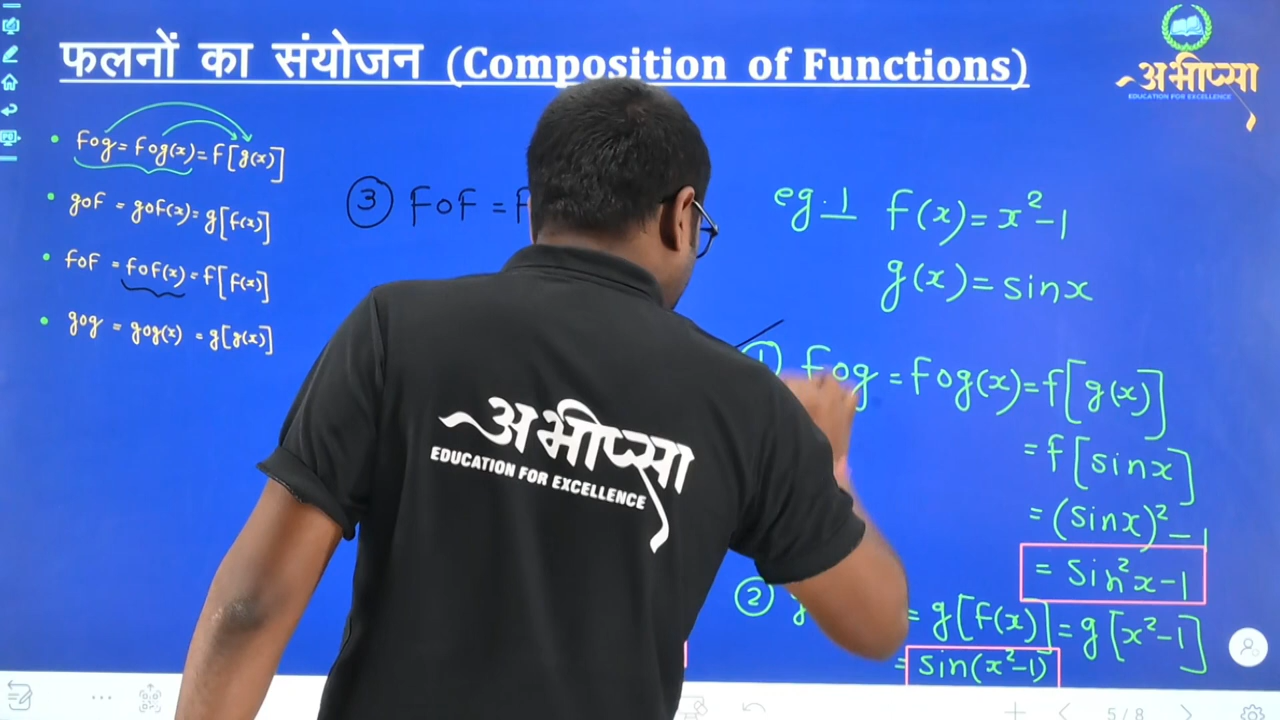 फलनों का संयोजन (Composition of Functions)
अभीप्सा
EDUCATION FOR EXCELLENCE
• fog = fog(x) = f[g(x)]
• gof = gof(x) = g[f(x)]
• fof = fof(x) = f[f(x)]
• gog = gog(x) = g[g(x)]
③ fof = f
eg.1 f(x) = x²-1
g(x) = sinx
① fog = fog(x) = f[g(x)]
= f[sinx]
= (sinx)²-1
= sin²x-1
② = g[f(x)] = g[x²-1]
= sin(x²-1)
अभीप्सा
EDUCATION FOR EXCELLENCE
5 / 8